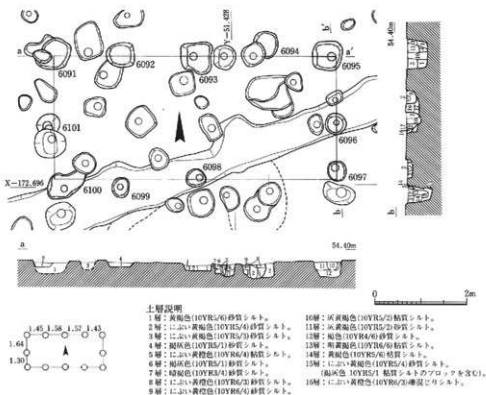 Y-51.428
a
a'
b'
6091
6092
6093
6094
6095
6101
6096
X-172.696
6100
6099
6098
6097
b
54.40m
b
a
54.40m
0 2m
1.45 1.58 1.57 1.43
1.64
1.30
土層説明
1層：黄褐色(10YR5/6)砂質シルト。
2層：にぶい黄褐色(10YR5/4)砂質シルト。
3層：にぶい黄褐色(10YR5/3)砂質シルト。
4層：褐灰色(10YR5/1)砂質シルト。
5層：にぶい黄橙色(10YR6/4)粘質シルト。
6層：褐灰色(10YR5/1)砂質シルト。
7層：暗褐色(10YR3/4)砂質シルト。
8層：にぶい黄橙色(10YR6/3)砂質シルト。
9層：にぶい黄橙色(10YR6/4)砂質シルト。
10層：灰黄褐色(10YR5/2)粘質シルト。
11層：灰黄褐色(10YR5/2)砂質シルト。
12層：褐色(10YR4/6)砂質シルト。
13層：明黄褐色(10YR6/6)粘質シルト。
14層：黄褐色(10YR5/6)粘質シルト。
15層：にぶい黄褐色(10YR5/4)砂質シルト。
(褐灰色 10YR5/1 粘質シルトのブロックを含む)。
16層：にぶい黄橙色(10YR6/3)混じりシルト。